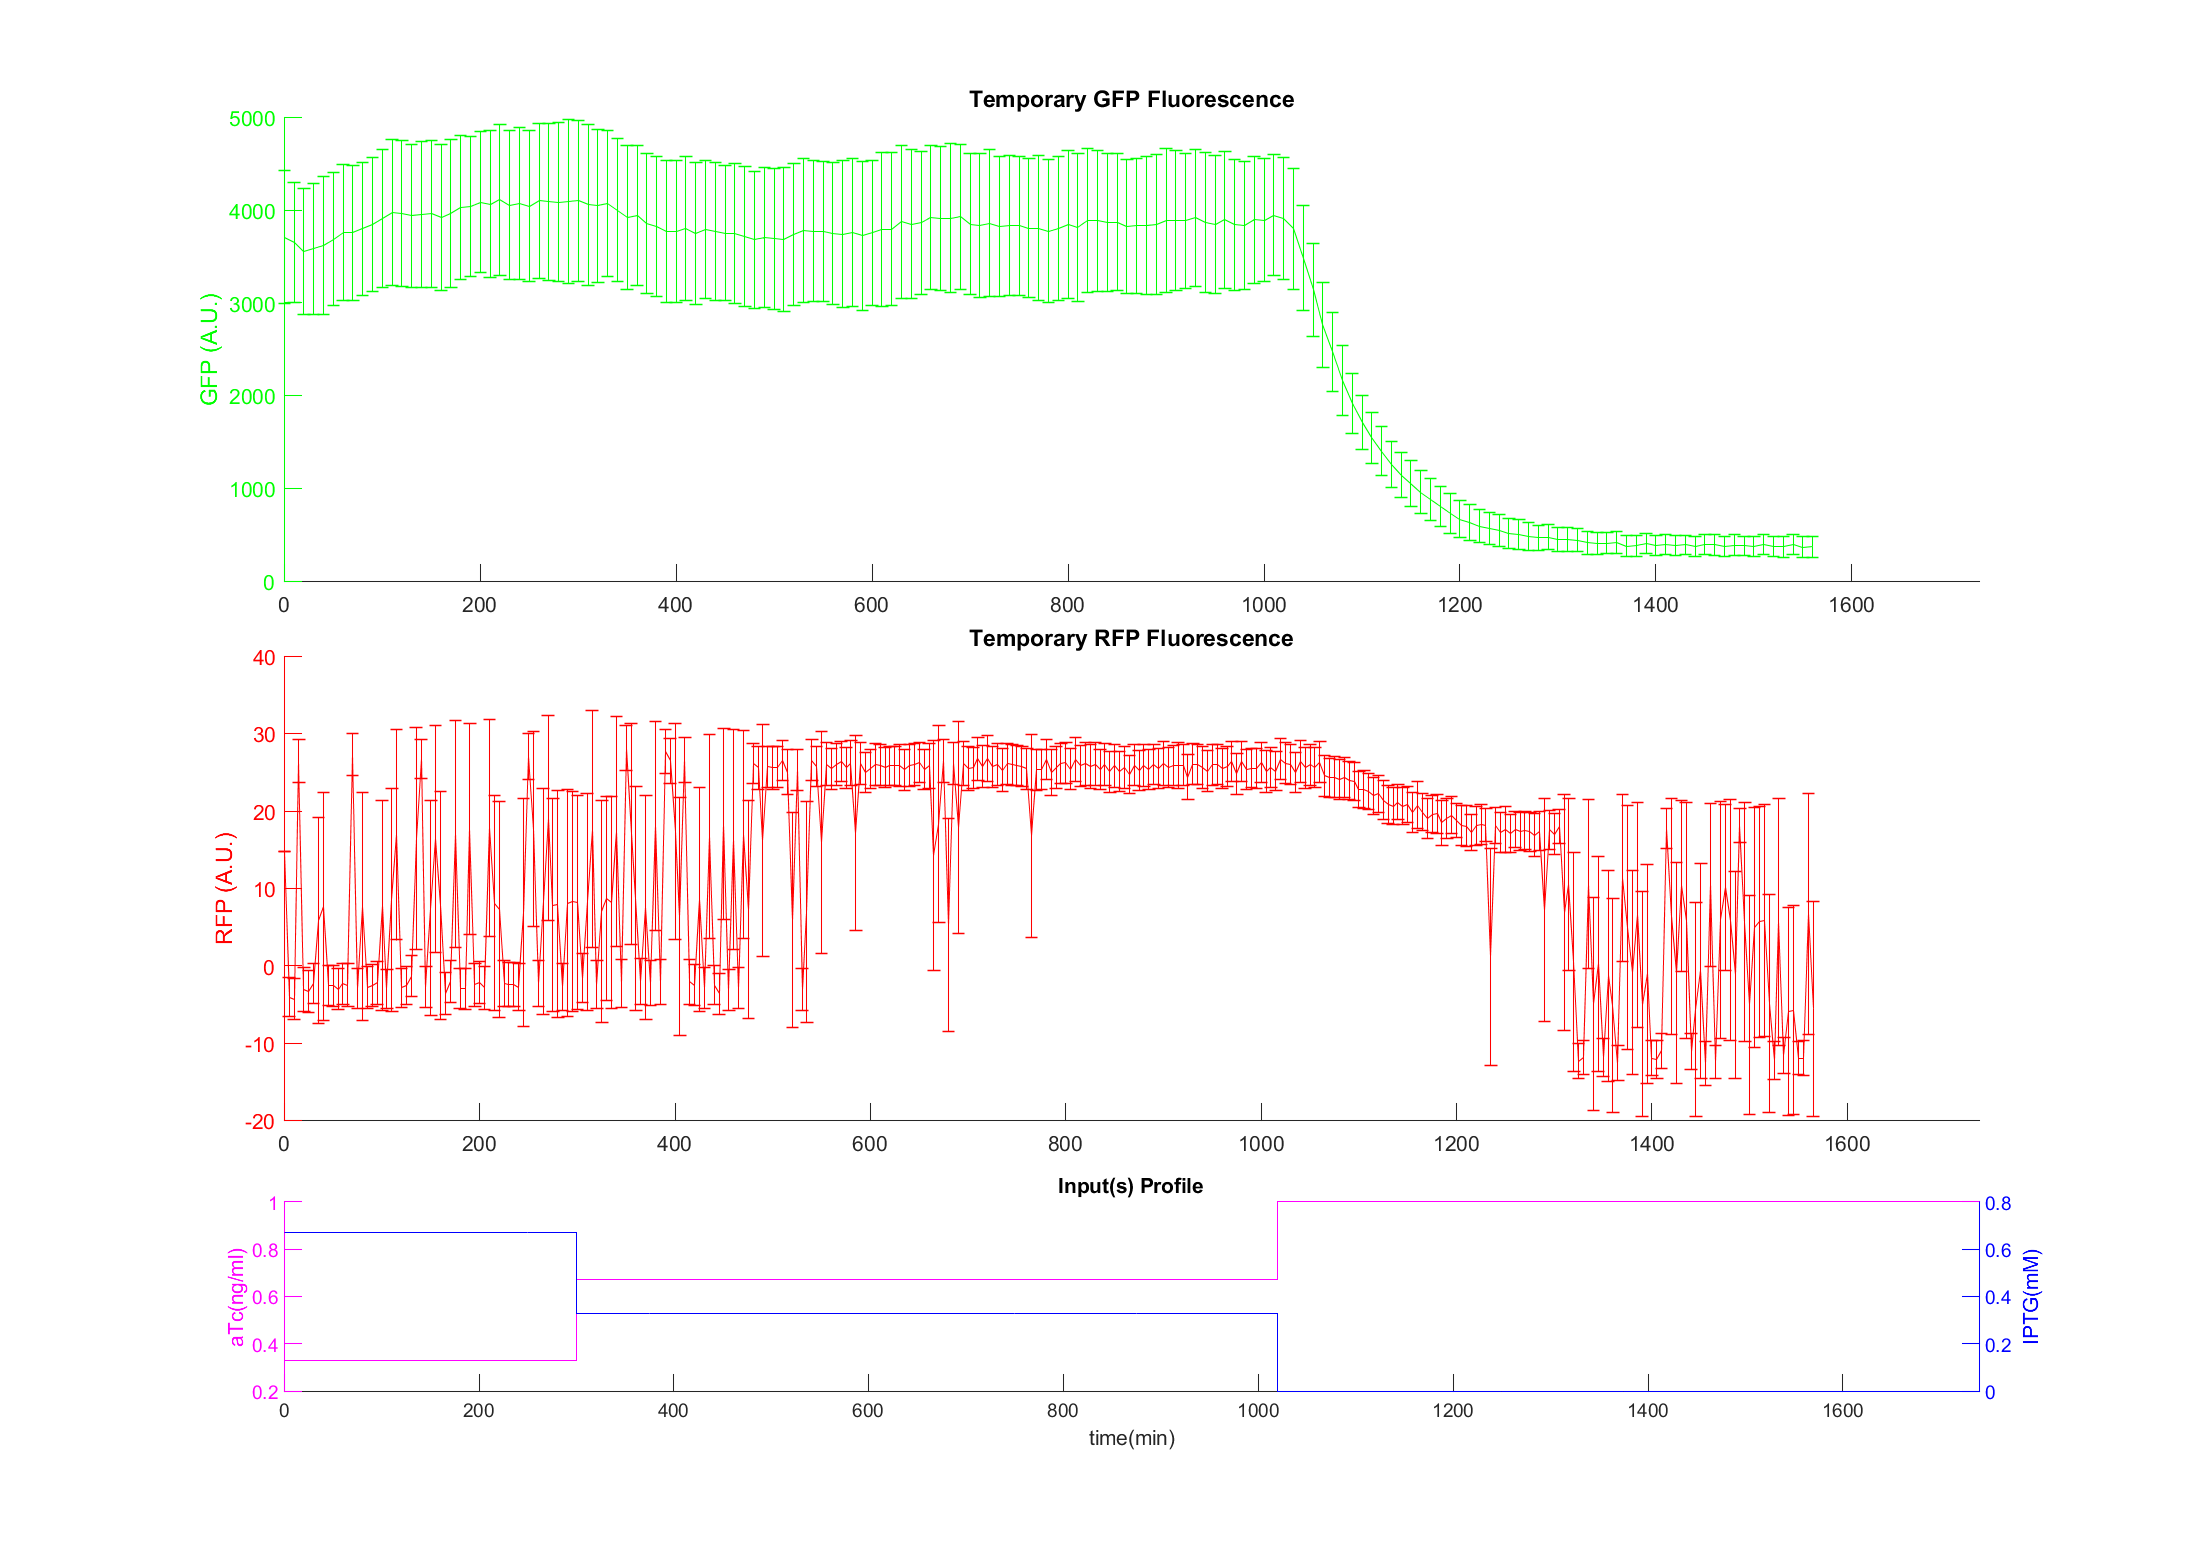 Temporary GFP Fluorescence
5000
4000
3000
2000
1000
0
GFP (A.U.)
0 200 400 600 800 1000 1200 1400 1600
Temporary RFP Fluorescence
40
30
20
10
0
-10
-20
RFP (A.U.)
0 200 400 600 800 1000 1200 1400 1600
Input(s) Profile
1
0.8
0.6
0.4
0.2
aTc(ng/ml)
0.8
0.6
0.4
0.2
0
IPTG(mM)
0 200 400 600 800 1000 1200 1400 1600
time(min)